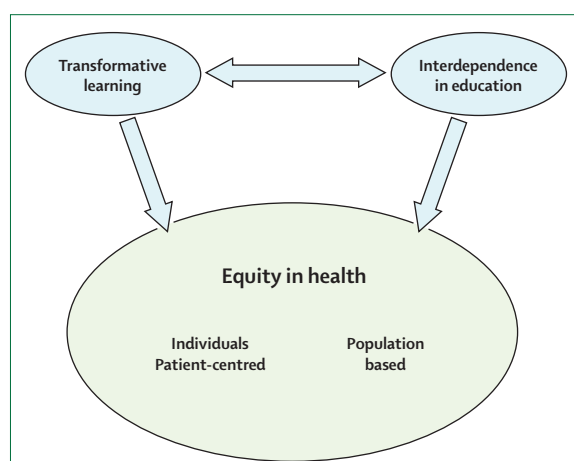 Transformative
learning
Interdependence
in education
Equity in health
Individuals
Patient-centred
Population
based